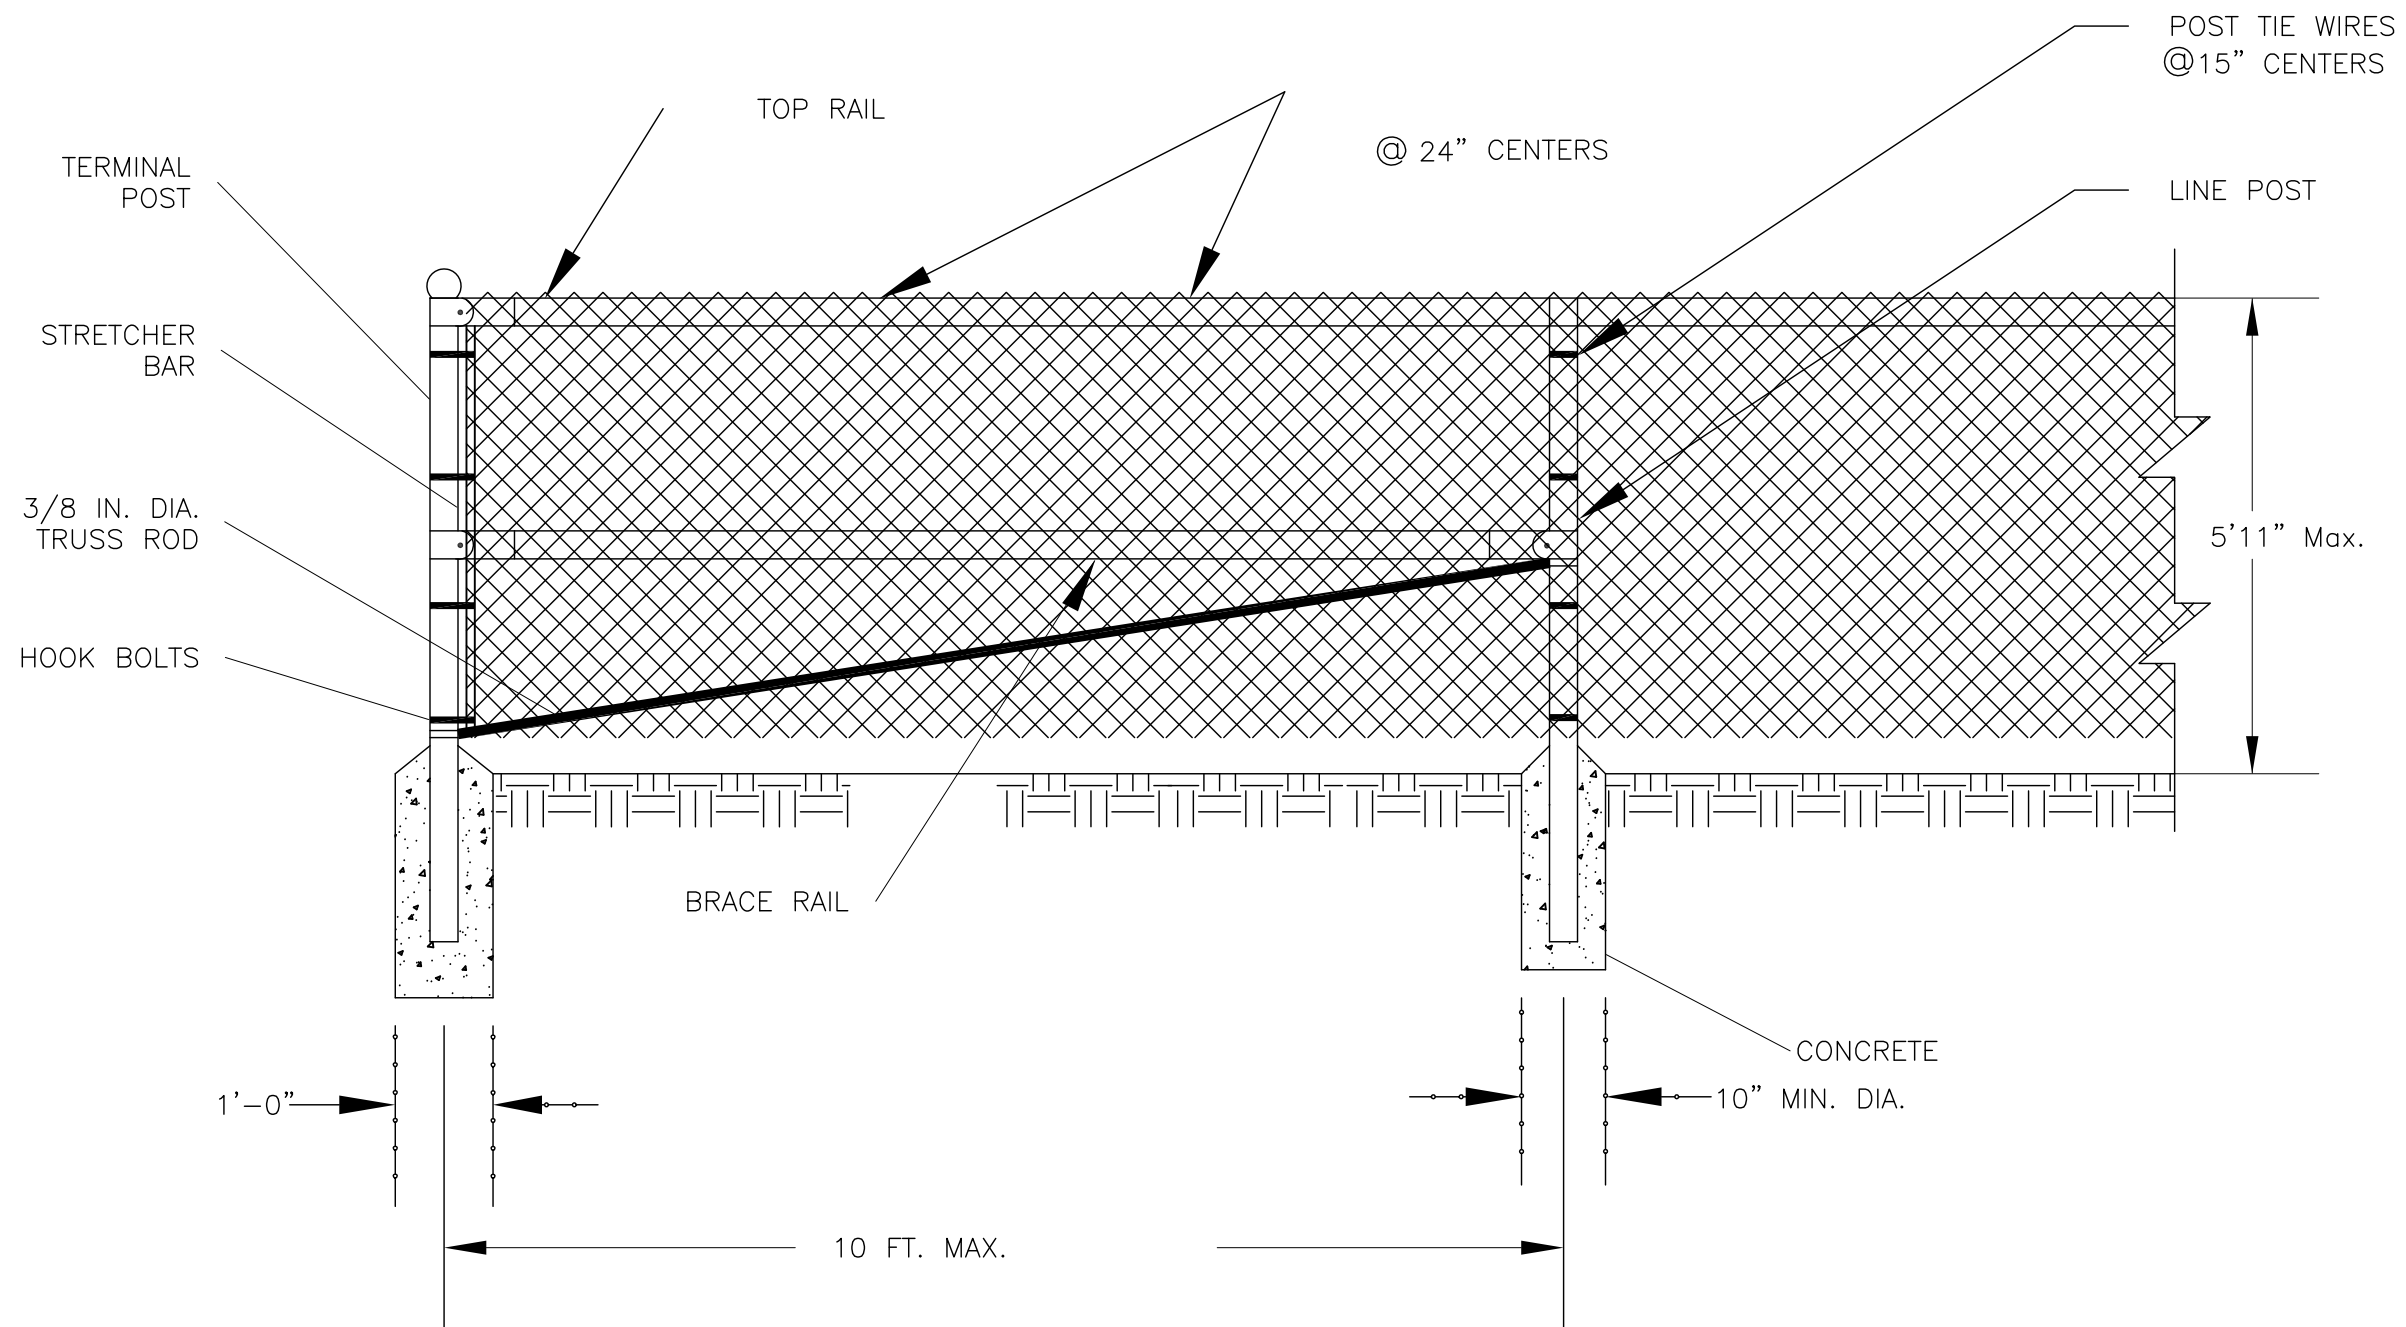 POST TIE WIRES
@15" CENTERS
TOP RAIL
@ 24" CENTERS
TERMINAL
POST
LINE POST
STRETCHER
BAR
3/8 IN. DIA.
TRUSS ROD
5'11" Max.
HOOK BOLTS
BRACE RAIL
CONCRETE
1'-0"
10" MIN. DIA.
10 FT. MAX.